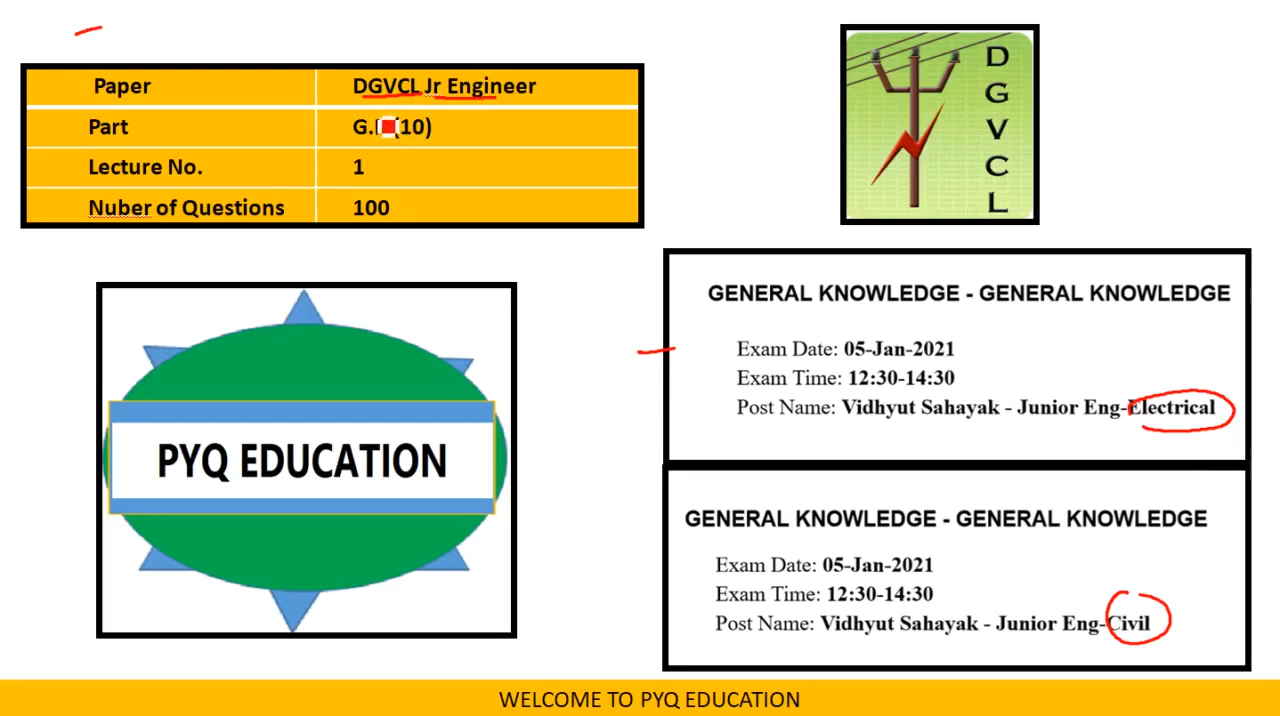 Paper DGVCL Jr Engineer
Part G. (10)
Lecture No. 1
Nuber of Questions 100
D
G
V
C
L
GENERAL KNOWLEDGE - GENERAL KNOWLEDGE
Exam Date: 05-Jan-2021
Exam Time: 12:30-14:30
Post Name: Vidhyut Sahayak - Junior Eng-Electrical
PYQ EDUCATION
GENERAL KNOWLEDGE - GENERAL KNOWLEDGE
Exam Date: 05-Jan-2021
Exam Time: 12:30-14:30
Post Name: Vidhyut Sahayak - Junior Eng-Civil
WELCOME TO PYQ EDUCATION